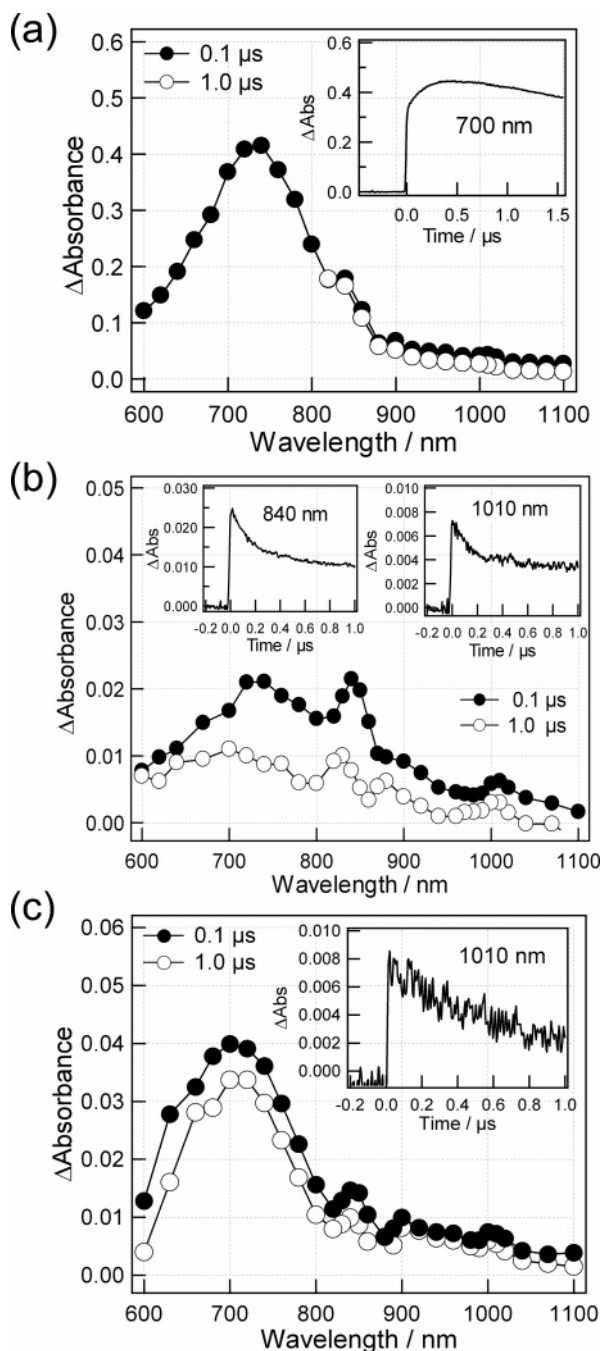 (a)
0.1 µs
1.0 µs
0.6
0.5
0.4
0.3
0.2
0.1
0.0
ΔAbsorbance
600 700 800 900 1000 1100
Wavelength / nm
0.6
0.4
0.2
0.0
ΔAbs
700 nm
0.0 0.5 1.0 1.5
Time / µs
(b)
0.05
0.04
0.03
0.02
0.01
0.00
ΔAbsorbance
0.030
0.020
0.010
0.000
ΔAbs
840 nm
-0.2 0.0 0.2 0.4 0.6 0.8 1.0
Time / µs
0.010
0.008
0.006
0.004
0.002
0.000
ΔAbs
1010 nm
-0.2 0.0 0.2 0.4 0.6 0.8 1.0
Time / µs
0.1 µs
1.0 µs
600 700 800 900 1000 1100
Wavelength / nm
(c)
0.1 µs
1.0 µs
0.06
0.05
0.04
0.03
0.02
0.01
0.00
ΔAbsorbance
0.008
0.006
0.004
0.002
0.000
ΔAbs
1010 nm
-0.2 0.0 0.2 0.4 0.6 0.8 1.0
Time / µs
600 700 800 900 1000 1100
Wavelength / nm